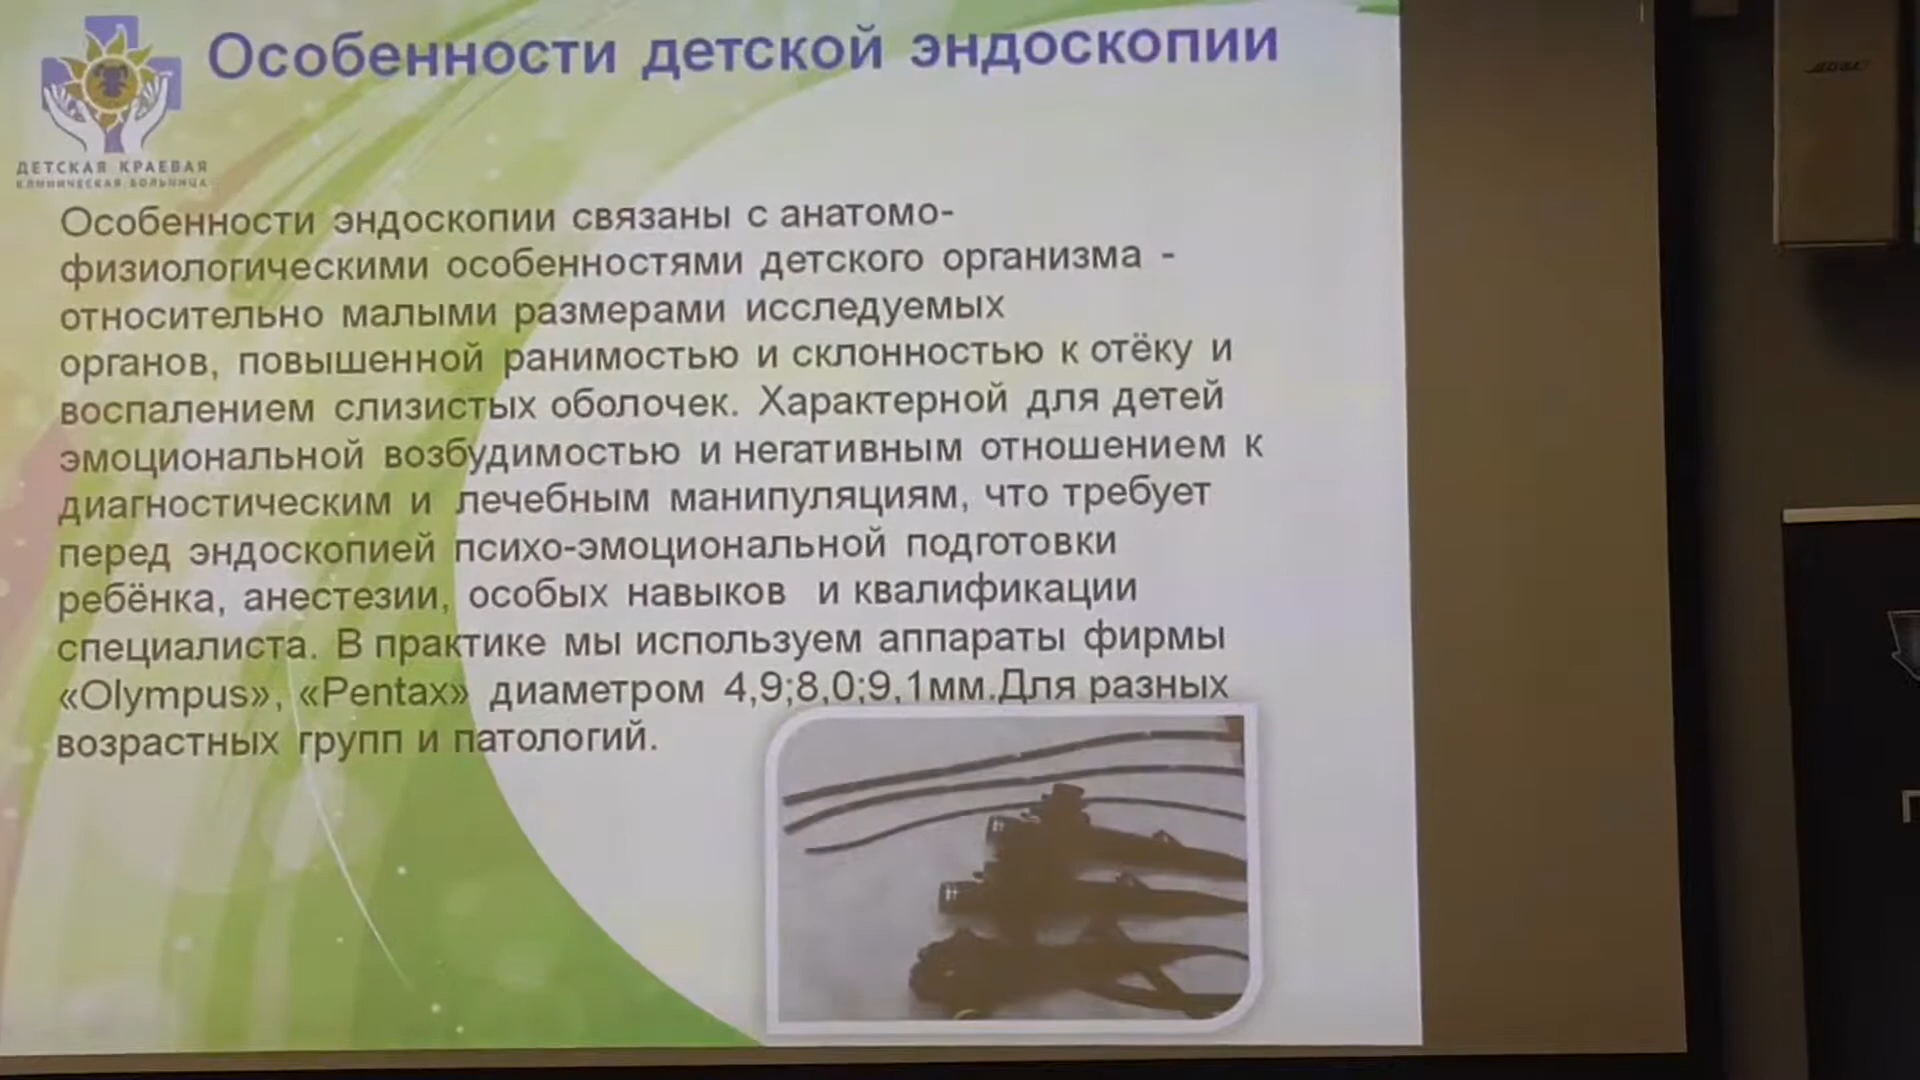 Особенности детской эндоскопии
ДЕТСКАЯ КРАЕВАЯ
КЛИНИЧЕСКАЯ БОЛЬНИЦА
Особенности эндоскопии связаны с анатомо-
физиологическими особенностями детского организма -
относительно малыми размерами исследуемых
органов, повышенной ранимостью и склонностью к отёку и
воспалением слизистых оболочек. Характерной для детей
эмоциональной возбудимостью и негативным отношением к
диагностическим и лечебным манипуляциям, что требует
перед эндоскопией психо-эмоциональной подготовки
ребёнка, анестезии, особых навыков и квалификации
специалиста. В практике мы используем аппараты фирмы
«Olympus», «Pentax» диаметром 4,9;8,0;9,1мм.Для разных
возрастных групп и патологий.
BOSE